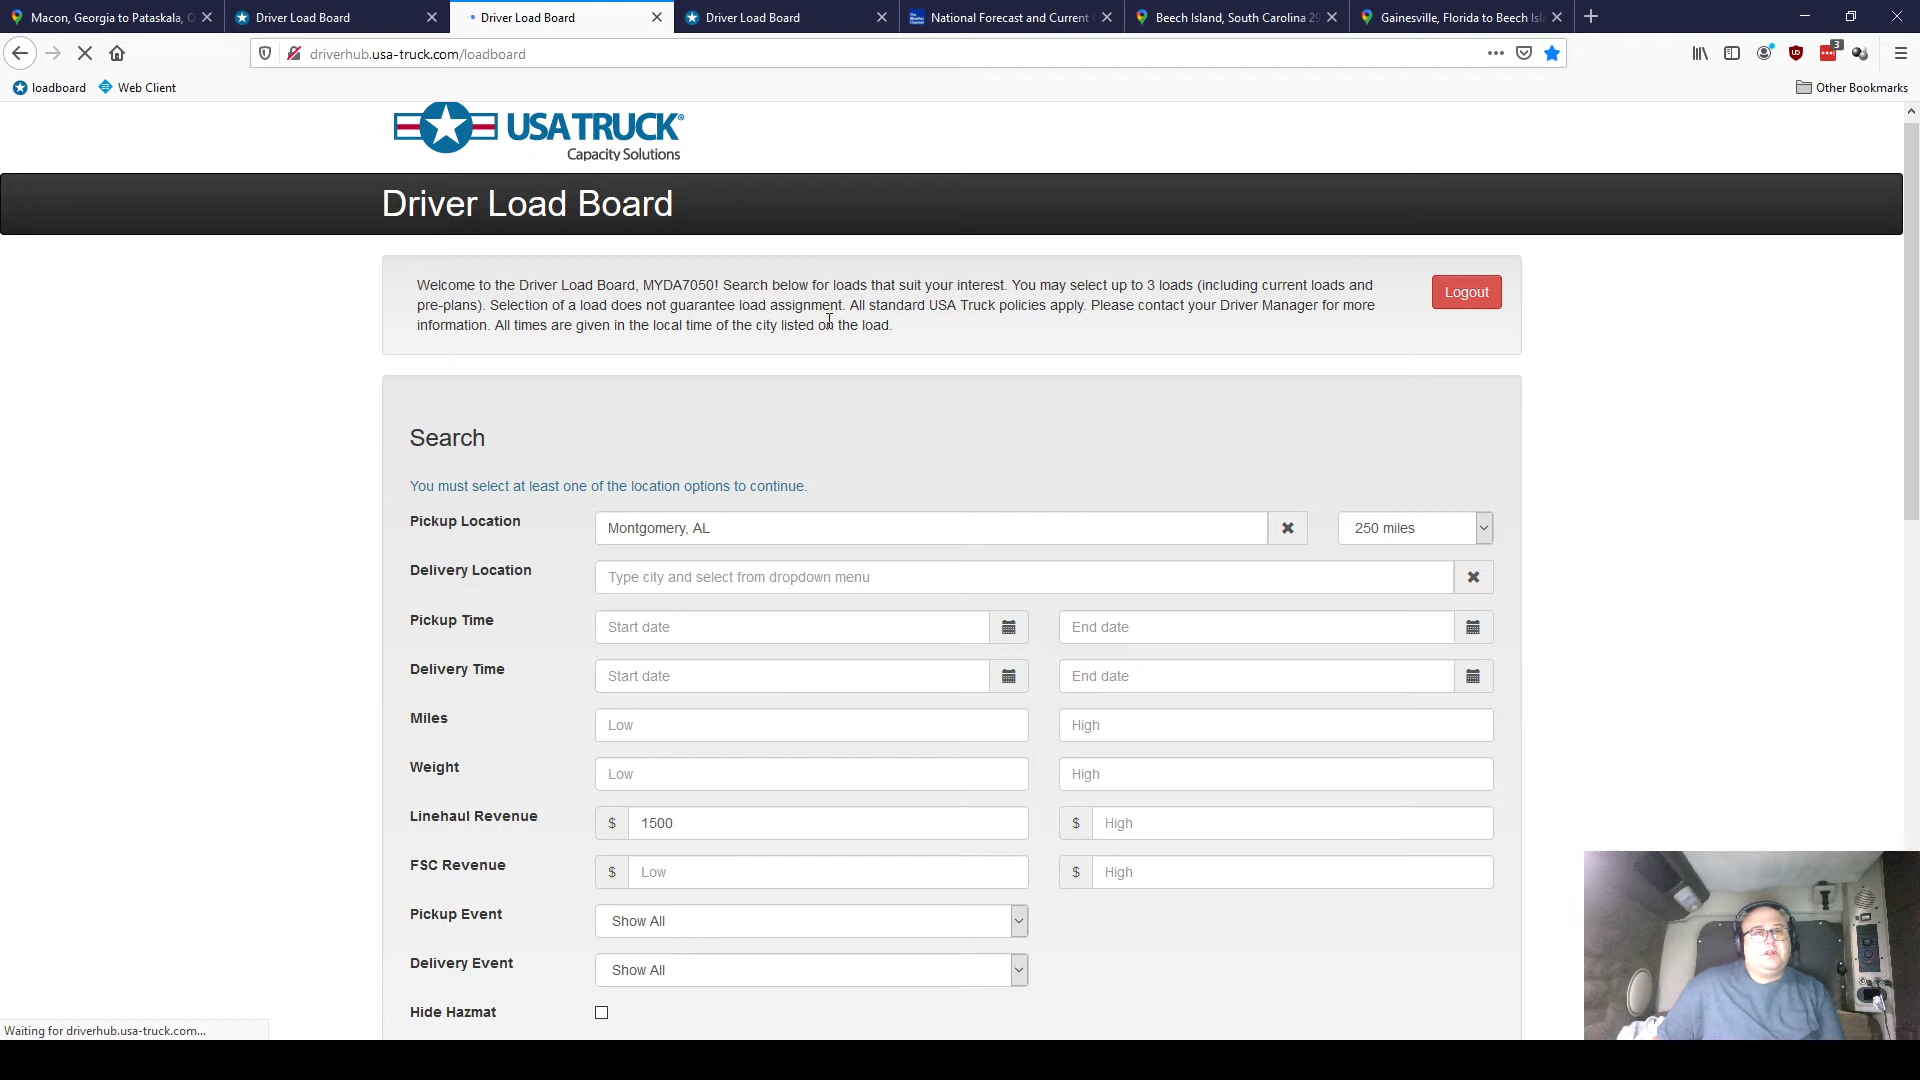 Macon, Georgia to Pataskala, O
Driver Load Board
Driver Load Board
Driver Load Board
National Forecast and Current
Beech Island, South Carolina 29
Gainesville, Florida to Beech Isl
driverhub.usa-truck.com/loadboard
3
loadboard
Web Client
Other Bookmarks
USA TRUCK®
Capacity Solutions
Driver Load Board
Welcome to the Driver Load Board, MYDA7050! Search below for loads that suit your interest. You may select up to 3 loads (including current loads and
pre-plans). Selection of a load does not guarantee load assignment. All standard USA Truck policies apply. Please contact your Driver Manager for more
information. All times are given in the local time of the city listed on the load.
Logout
Search
You must select at least one of the location options to continue.
Pickup Location
Montgomery, AL
250 miles
Delivery Location
Type city and select from dropdown menu
Pickup Time
Start date
End date
Delivery Time
Start date
End date
Miles
Low
High
Weight
Low
High
Linehaul Revenue
$
1500
$
High
FSC Revenue
$
Low
$
High
Pickup Event
Show All
Delivery Event
Show All
Hide Hazmat
Waiting for driverhub.usa-truck.com...